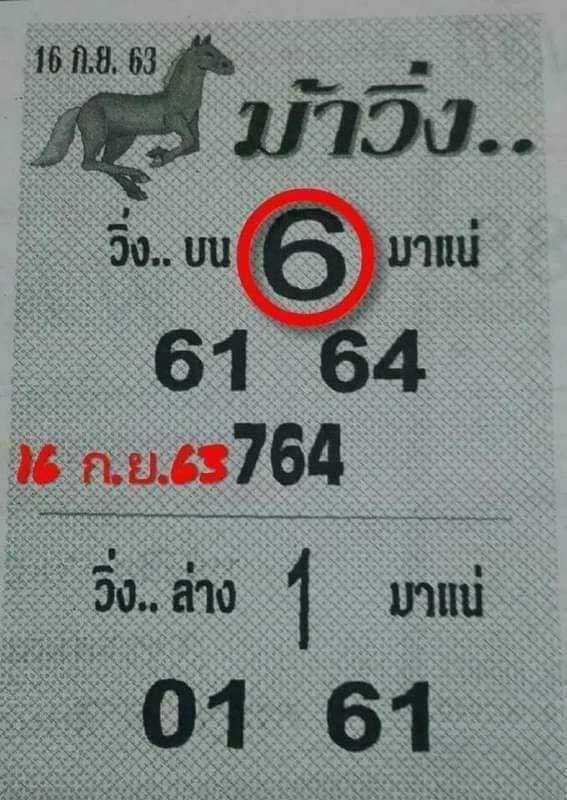 16 ก.ย. 63
ม้าวิ่ง..
วิ่ง.. บน 6 มาแน่
61 64
16 ก.ย.63 764
วิ่ง.. ล่าง 1 มาแน่
01 61